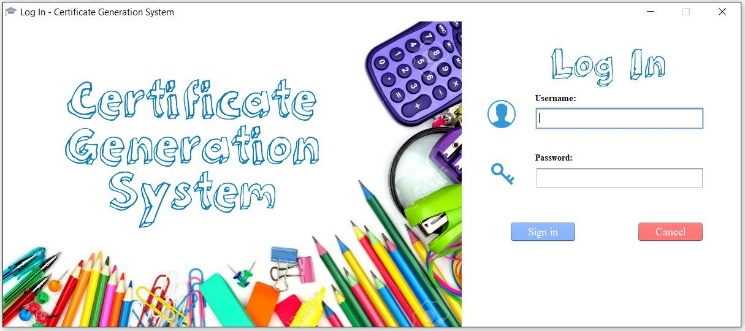 Log In - Certificate Generation System
Certificate
Generation
System
Log In
Username:
Password:
Sign in
Cancel